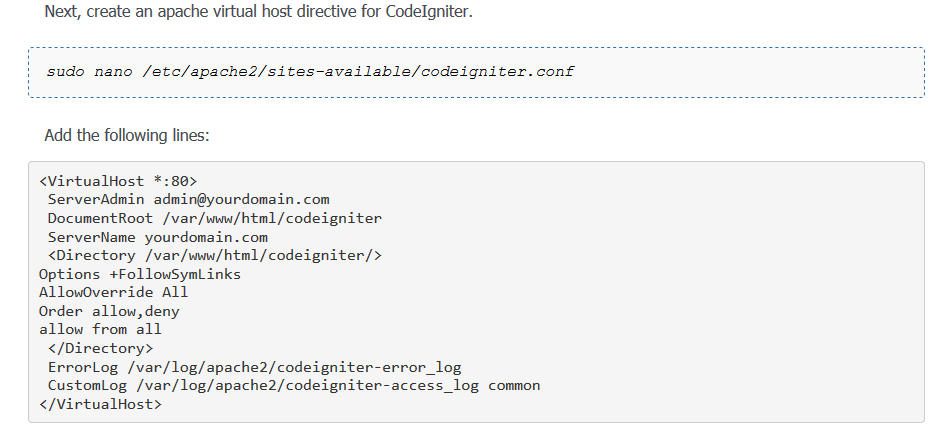 Next, create an apache virtual host directive for CodeIgniter.
sudo nano /etc/apache2/sites-available/codeigniter.conf
Add the following lines:
<VirtualHost *:80>
 ServerAdmin admin@yourdomain.com
 DocumentRoot /var/www/html/codeigniter
 ServerName yourdomain.com
 <Directory /var/www/html/codeigniter/>
Options +FollowSymLinks
AllowOverride All
Order allow,deny
allow from all
 </Directory>
 ErrorLog /var/log/apache2/codeigniter-error_log
 CustomLog /var/log/apache2/codeigniter-access_log common
</VirtualHost>